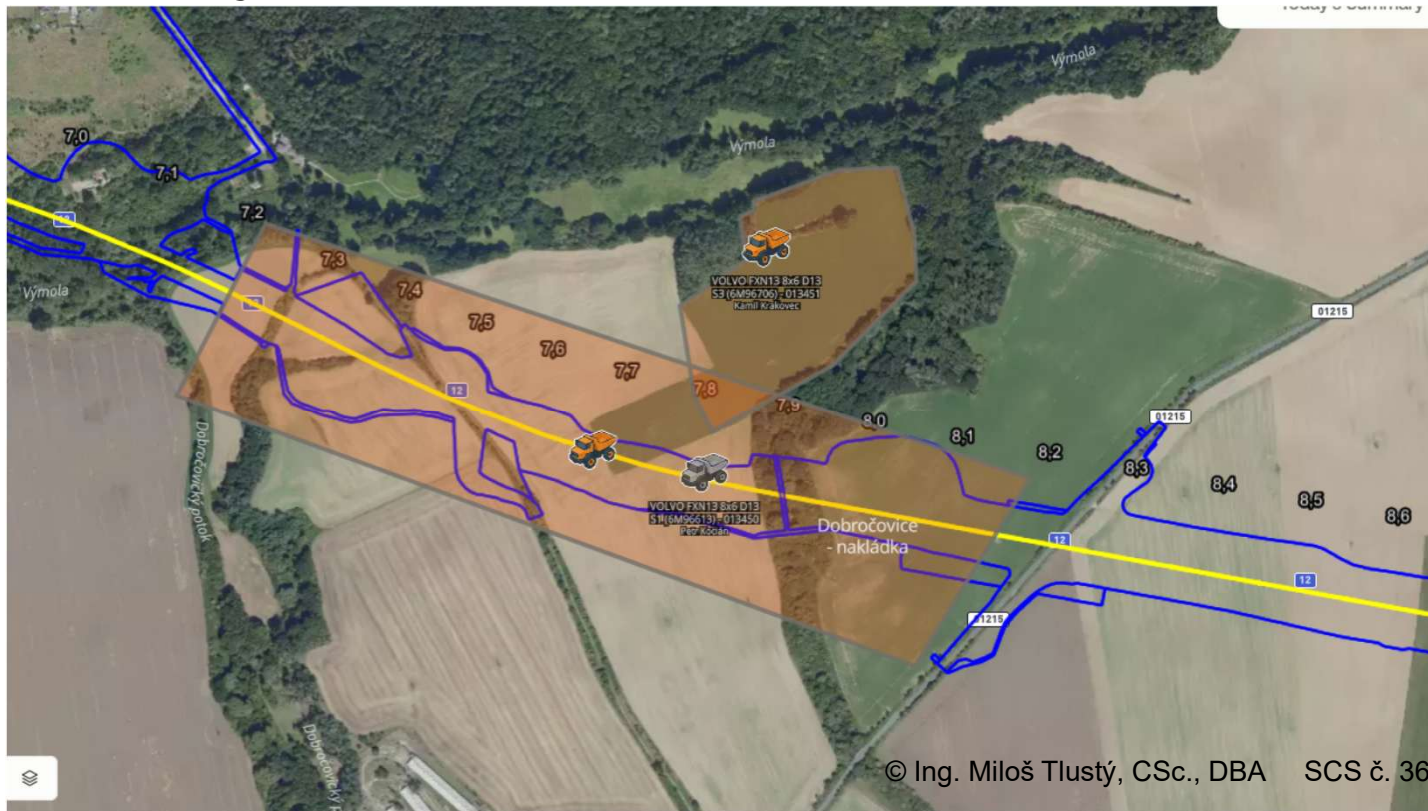 Výmola
Výmola
7,0
7,1
7,2
7,3
7,4
7,5
7,6
7,7
7,8
7,9
8,0
8,1
8,2
8,3
8,4
8,5
8,6
12
12
12
12
01215
01215
01215
Výmola
VOLVO FXN13 8x6 D13
S3 (6M96706) - 013451
Kamil Krákovec
VOLVO FXN13 8x6 D13
(6M96613) - 013450
Petr Kocián
Dobročovice
- nakládka
Dobročovický potok
Dobročovický
© Ing. Miloš Tlustý, CSc., DBA SCS č. 36